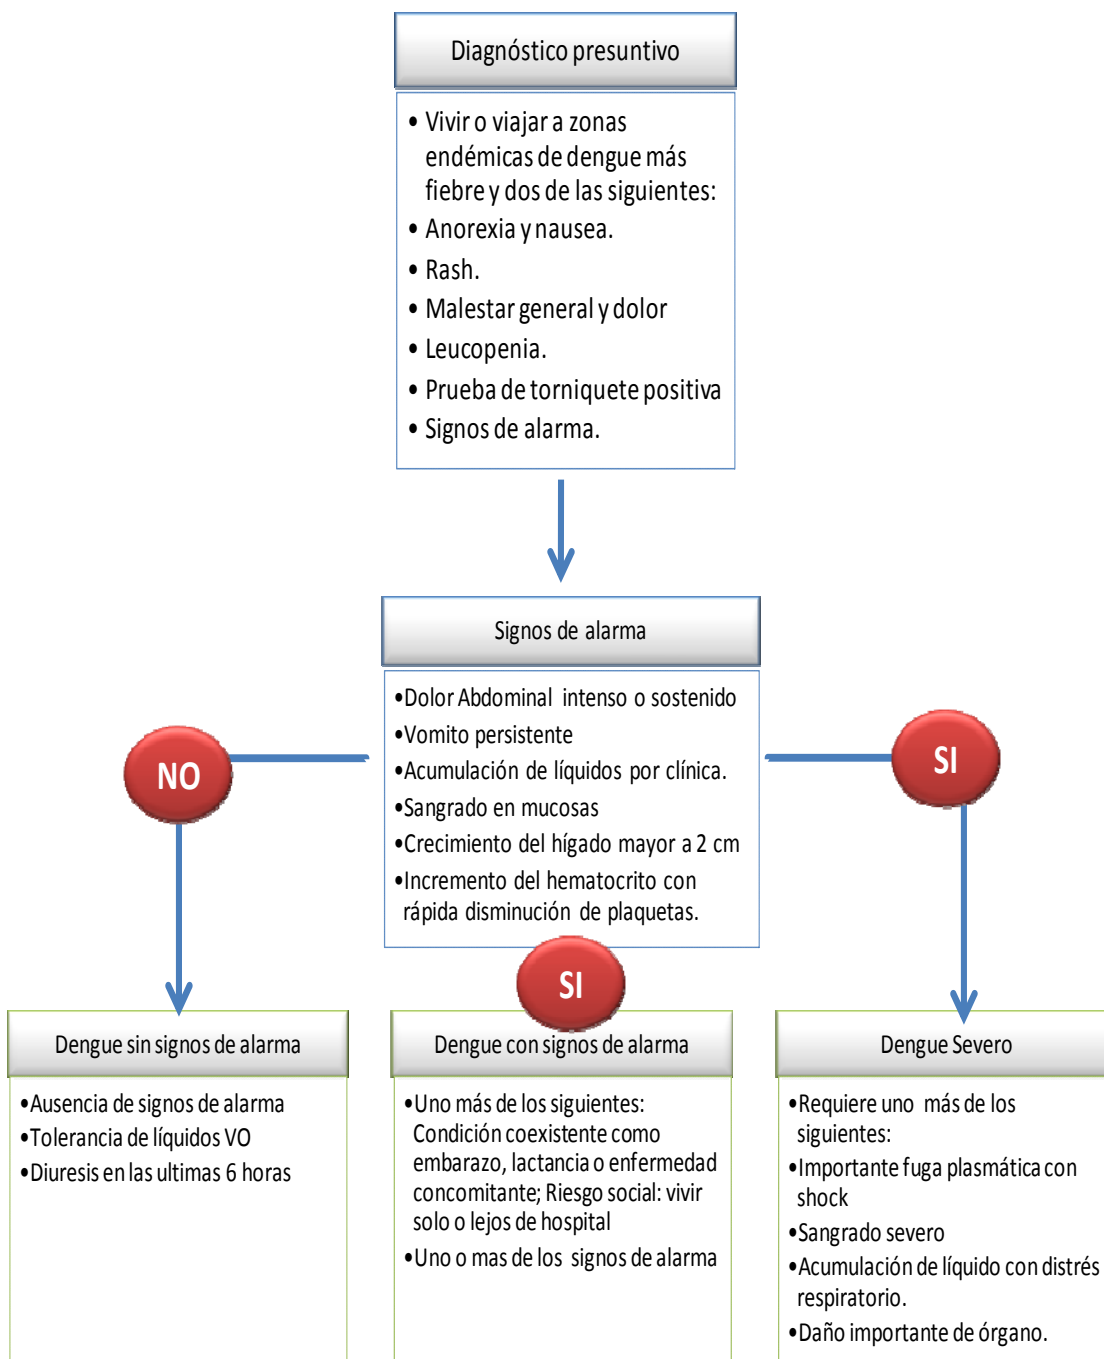 Diagnóstico presuntivo
• Vivir o viajar a zonas
endémicas de dengue más
fiebre y dos de las siguientes:
• Anorexia y nausea.
• Rash.
• Malestar general y dolor
• Leucopenia.
• Prueba de torniquete positiva
• Signos de alarma.
Signos de alarma
•Dolor Abdominal intenso o sostenido
•Vomito persistente
•Acumulación de líquidos por clínica.
•Sangrado en mucosas
•Crecimiento del hígado mayor a 2 cm
•Incremento del hematocrito con
rápida disminución de plaquetas.
NO
SI
SI
Dengue sin signos de alarma
•Ausencia de signos de alarma
•Tolerancia de líquidos VO
•Diuresis en las ultimas 6 horas
Dengue con signos de alarma
•Uno más de los siguientes:
Condición coexistente como
embarazo, lactancia o enfermedad
concomitante; Riesgo social: vivir
solo o lejos de hospital
•Uno o mas de los signos de alarma
Dengue Severo
•Requiere uno más de los
siguientes:
•Importante fuga plasmática con
shock
•Sangrado severo
•Acumulación de líquido con distrés
respiratorio.
•Daño importante de órgano.